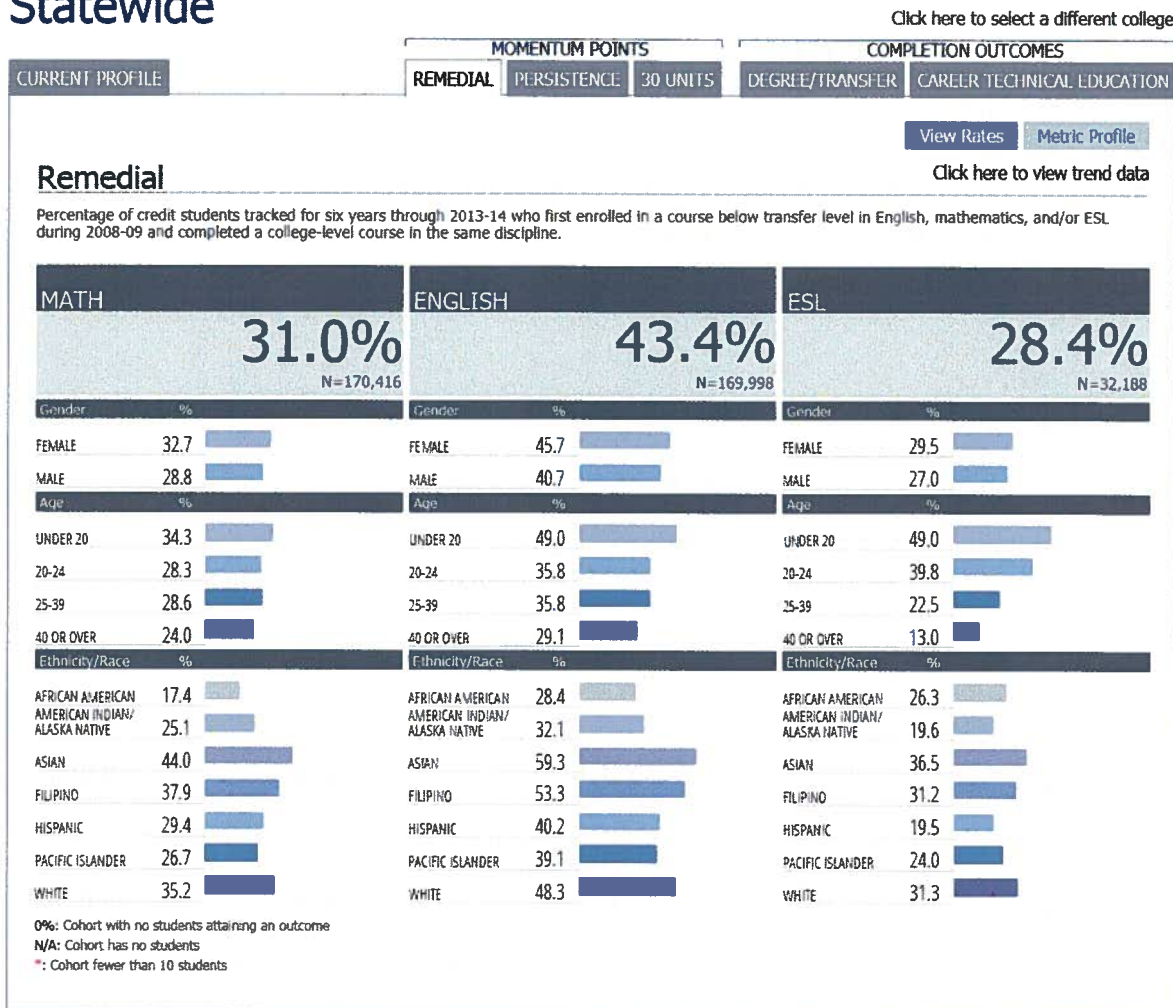 Statewide
Click here to select a different college
MOMENTUM POINTS
COMPLETION OUTCOMES
CURRENT PROFILE
REMEDIAL
PERSISTENCE
30 UNITS
DEGREE/TRANSFER
CAREER TECHNICAL EDUCATION
View Rates
Metric Profile
Remedial
Click here to view trend data
Percentage of credit students tracked for six years through 2013-14 who first enrolled in a course below transfer level in English, mathematics, and/or ESL
during 2008-09 and completed a college-level course in the same discipline.
MATH
31.0%
N=170,416
Gender %
FEMALE 32.7
MALE 28.8
Age %
UNDER 20 34.3
20-24 28.3
25-39 28.6
40 OR OVER 24.0
Ethnicity/Race %
AFRICAN AMERICAN 17.4
AMERICAN INDIAN/
ALASKA NATIVE 25.1
ASIAN 44.0
FILIPINO 37.9
HISPANIC 29.4
PACIFIC ISLANDER 26.7
WHITE 35.2
ENGLISH
43.4%
N=169,998
Gender %
FEMALE 45.7
MALE 40.7
Age %
UNDER 20 49.0
20-24 35.8
25-39 35.8
40 OR OVER 29.1
Ethnicity/Race %
AFRICAN AMERICAN 28.4
AMERICAN INDIAN/
ALASKA NATIVE 32.1
ASIAN 59.3
FILIPINO 53.3
HISPANIC 40.2
PACIFIC ISLANDER 39.1
WHITE 48.3
ESL
28.4%
N=32,188
Gender %
FEMALE 29.5
MALE 27.0
Age %
UNDER 20 49.0
20-24 39.8
25-39 22.5
40 OR OVER 13.0
Ethnicity/Race %
AFRICAN AMERICAN 26.3
AMERICAN INDIAN/
ALASKA NATIVE 19.6
ASIAN 36.5
FILIPINO 31.2
HISPANIC 19.5
PACIFIC ISLANDER 24.0
WHITE 31.3
0%: Cohort with no students attaining an outcome
N/A: Cohort has no students
*: Cohort fewer than 10 students